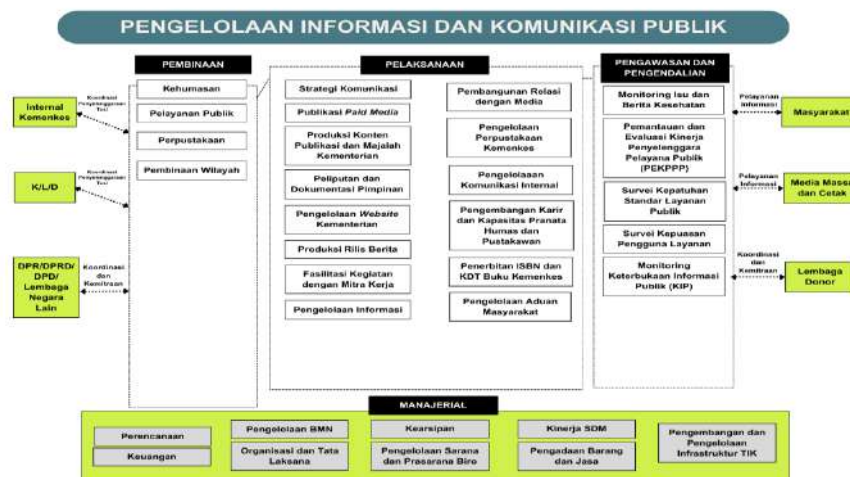 PENGELOLAAN INFORMASI DAN KOMUNIKASI PUBLIK
PEMBINAAN
Kehumasan
Pelayanan Publik
Perpustakaan
Pembinaan Wilayah
PELAKSANAAN
Strategi Komunikasi
Publikasi Paid Media
Produksi Konten
Publikasi dan Majalah
Kementerian
Peliputan dan
Dokumentasi Pimpinan
Pengelolaan Website
Kementerian
Produksi Rilis Berita
Fasilitasi Kegiatan
dengan Mitra Kerja
Pengelolaan Informasi
Pembangunan Relasi
dengan Media
Pengelolaan
Perpustakaan
Kemenkes
Pengelolaaan
Komunikasi Internal
Pengembangan Karir
dan Kapasitas Pranata
Humas dan
Pustakawan
Penerbitan ISBN dan
KDT Buku Kemenkes
Pengelolaan Aduan
Masyarakat
PENGAWASAN DAN
PENGENDALIAN
Monitoring Isu dan
Berita Kesehatan
Pemantauan dan
Evaluasi Kinerja
Penyelenggara
Pelayana Publik
(PEKPPP)
Survei Kepatuhan
Standar Layanan
Publik
Survei Kepuasan
Pengguna Layanan
Monitoring
Keterbukaan Informasi
Publik (KIP)
Internal
Kemenkes
Koordinasi
K/L/D
Koordinasi
DPR/DPRD/
DPD/
Lembaga
Negara
Lain
Koordinasi
dan
Kemitraan
Pelayanan
Informasi
Masyarakat
Pelayanan
Informasi
Media Massa
dan Cetak
Koordinasi
dan
Kemitraan
Lembaga
Donor
MANAJERIAL
Perencanaan
Keuangan
Pengelolaan BMN
Organisasi dan Tata
Laksana
Kearsipan
Pengelolaan Sarana
dan Prasarana Biro
Kinerja SDM
Pengadaan Barang
dan Jasa
Pengembangan dan
Pengelolaan
Infrastruktur TIK